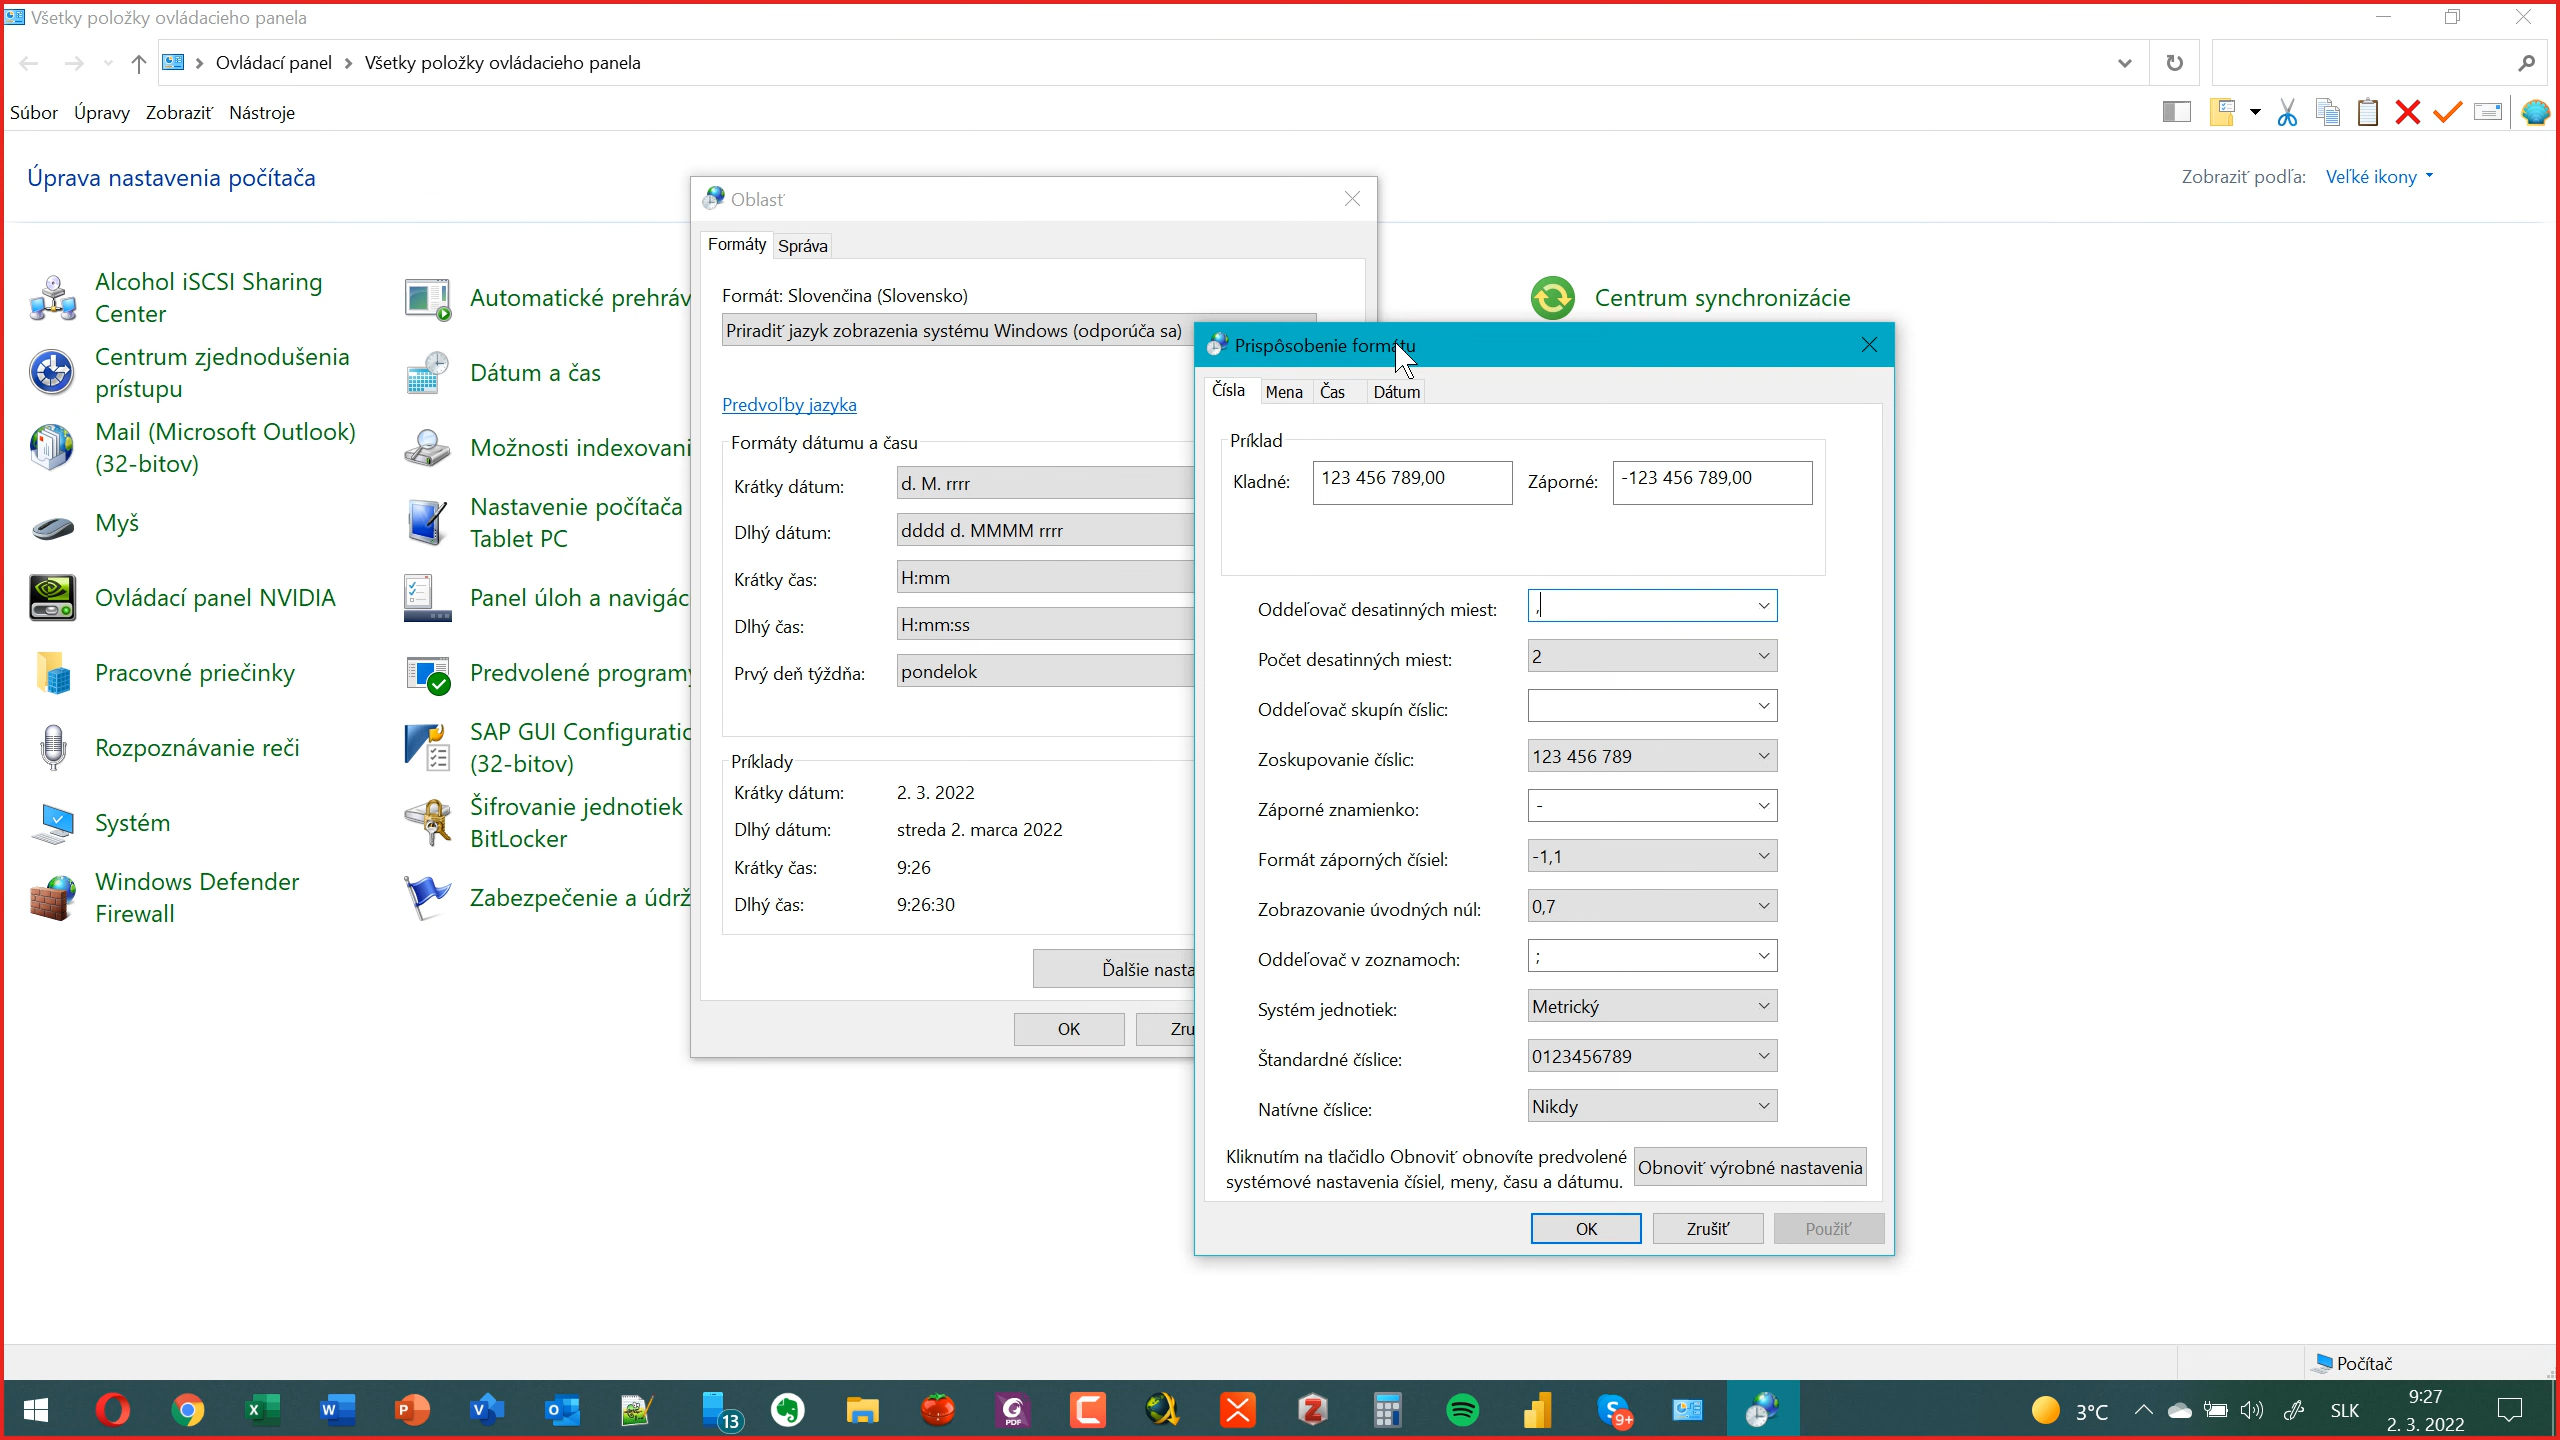 Všetky položky ovládacieho panela
Ovládací panel
Všetky položky ovládacieho panela
Súbor Úpravy Zobraziť Nástroje
Úprava nastavenia počítača
Zobraziť podľa: Veľké ikony
Alcohol iSCSI Sharing
Center
Centrum zjednodušenia
prístupu
Mail (Microsoft Outlook)
(32-bitov)
Myš
Ovládací panel NVIDIA
Pracovné priečinky
Rozpoznávanie reči
Systém
Windows Defender
Firewall
Automatické prehráv
Dátum a čas
Možnosti indexovani
Nastavenie počítača
Tablet PC
Panel úloh a navigác
Predvolené programy
SAP GUI Configuratic
(32-bitov)
Šifrovanie jednotiek
BitLocker
Zabezpečenie a údrž
Centrum synchronizácie
Oblasť
Formáty Správa
Formát: Slovenčina (Slovensko)
Priradiť jazyk zobrazenia systému Windows (odporúča sa)
Predvoľby jazyka
Formáty dátumu a času
Krátky dátum: d. M. rrrr
Dlhý dátum: dddd d. MMMM rrrr
Krátky čas: H:mm
Dlhý čas: H:mm:ss
Prvý deň týždňa: pondelok
Príklady
Krátky dátum: 2. 3. 2022
Dlhý dátum: streda 2. marca 2022
Krátky čas: 9:26
Dlhý čas: 9:26:30
Ďalšie nasta
OK Zru
Prispôsobenie formátu
Čísla Mena Čas Dátum
Príklad
Kladné: 123 456 789,00 Záporné: -123 456 789,00
Oddeľovač desatinných miest: ,
Počet desatinných miest: 2
Oddeľovač skupín číslic:
Zoskupovanie číslic: 123 456 789
Záporné znamienko: -
Formát záporných čísiel: -1,1
Zobrazovanie úvodných núl: 0,7
Oddeľovač v zoznamoch: ;
Systém jednotiek: Metrický
Štandardné číslice: 0123456789
Natívne číslice: Nikdy
Kliknutím na tlačidlo Obnoviť obnovíte predvolené
systémové nastavenia čísiel, meny, času a dátumu.
Obnoviť výrobné nastavenia
OK Zrušiť Použiť
Počítač
13
PDF
9+
3°C
SLK
9:27
2. 3. 2022